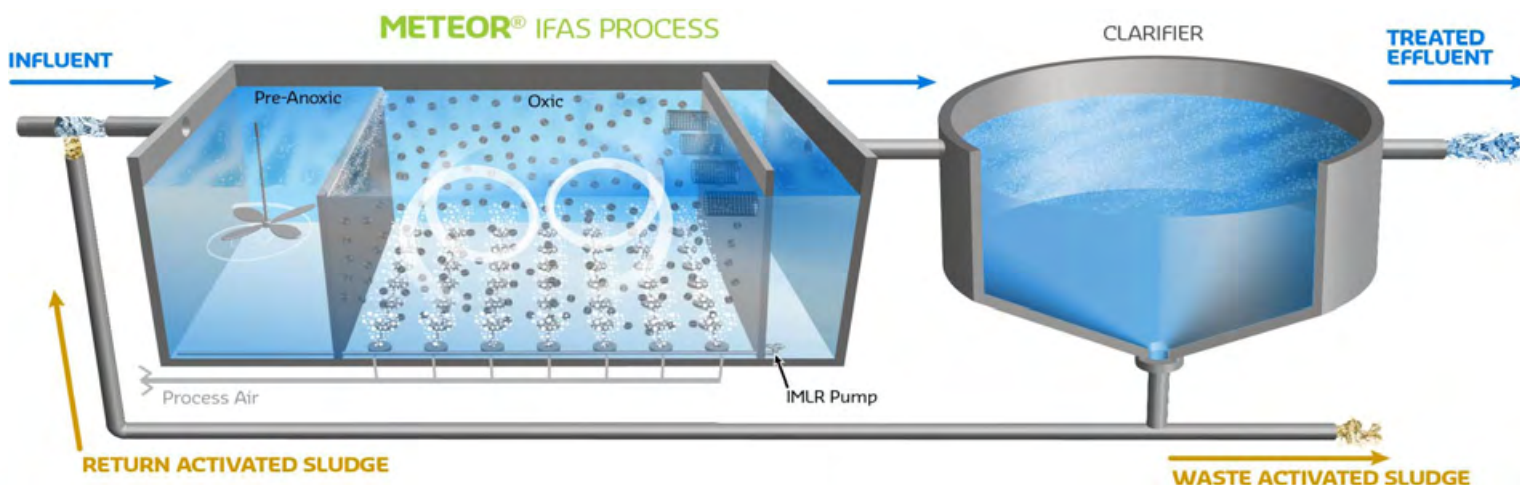 METEOR® IFAS PROCESS
CLARIFIER
INFLUENT
TREATED
EFFLUENT
Pre-Anoxic
Oxic
Process Air
IMLR Pump
RETURN ACTIVATED SLUDGE
WASTE ACTIVATED SLUDGE